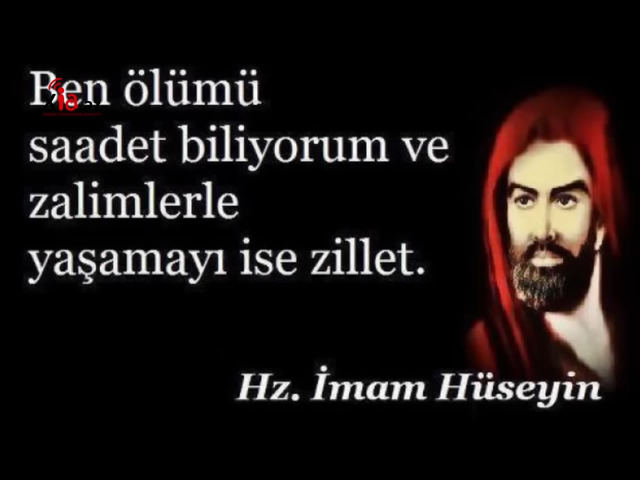 Ben ölümü
saadet biliyorum ve
zalimlerle
yaşamayı ise zillet.
Hz. İmam Hüseyin